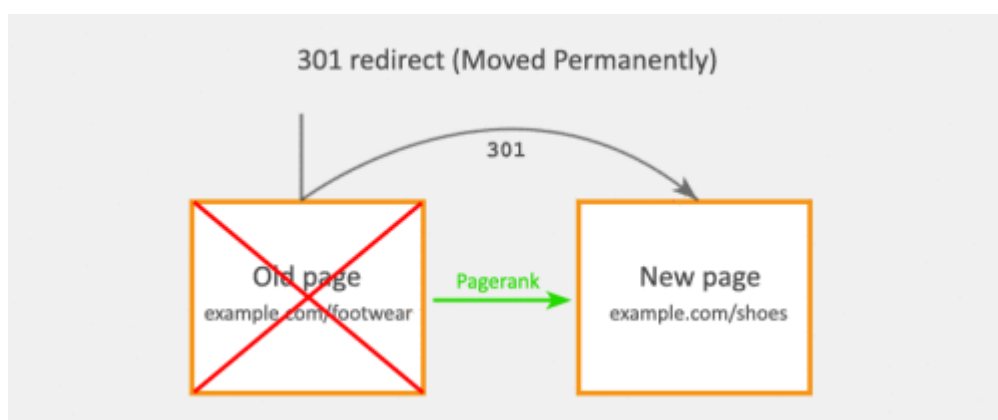 301 redirect (Moved Permanently)
301
Old page
example.com/footwear
Pagerank
New page
example.com/shoes